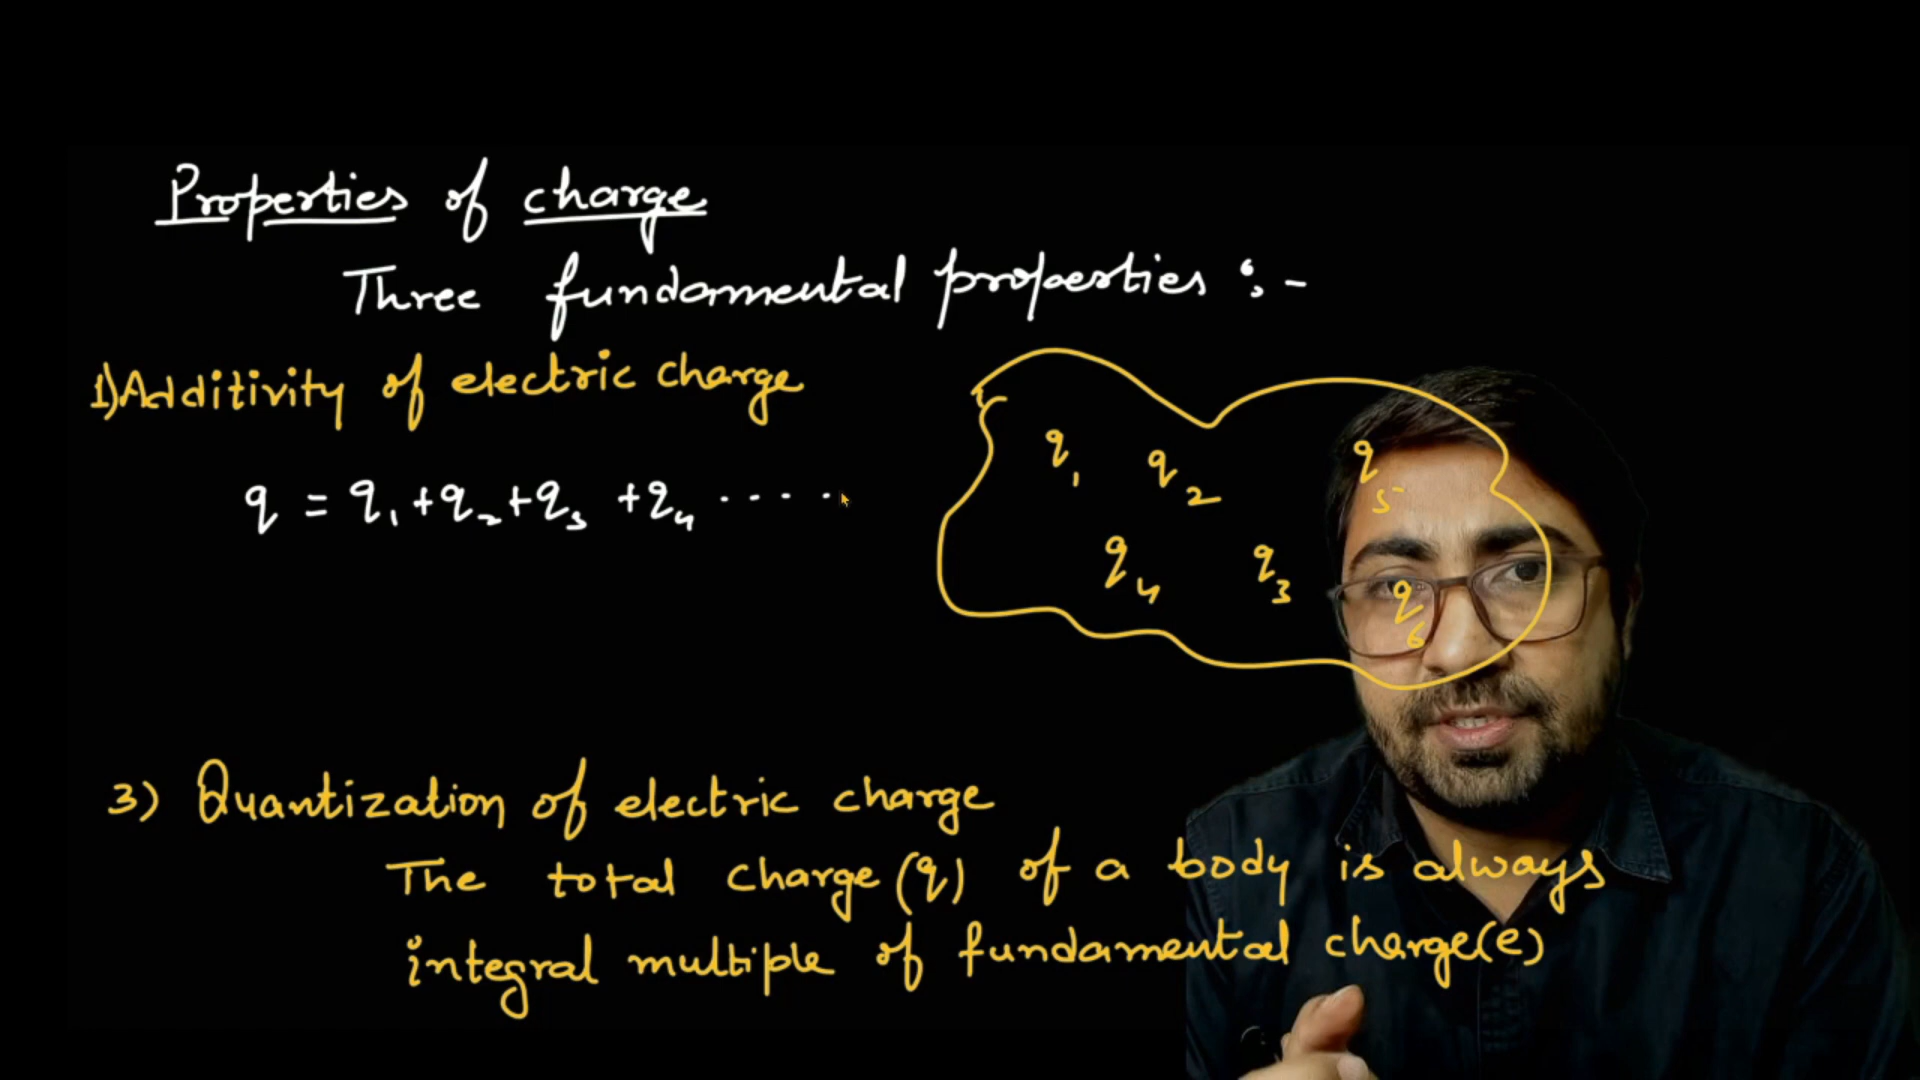 Properties of charge
Three fundamental properties :-
1) Additivity of electric charge
q = q₁ + q₂ + q₃ + q₄ .....
q₁ q₂ q₅
q₄ q₃ q₆
3) Quantization of electric charge
The total charge (q) of a body is always
integral multiple of fundamental charge(e)